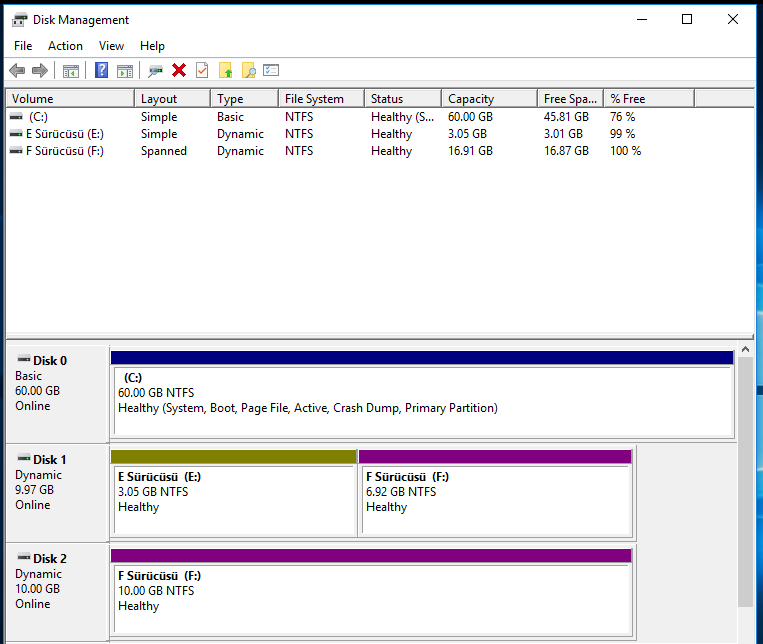 Disk Management
File Action View Help
Volume Layout Type File System Status Capacity Free Spa... % Free
(C:) Simple Basic NTFS Healthy (S... 60.00 GB 45.81 GB 76 %
E Sürücüsü (E:) Simple Dynamic NTFS Healthy 3.05 GB 3.01 GB 99 %
F Sürücüsü (F:) Spanned Dynamic NTFS Healthy 16.91 GB 16.87 GB 100 %
Disk 0
Basic
60.00 GB
Online
(C:)
60.00 GB NTFS
Healthy (System, Boot, Page File, Active, Crash Dump, Primary Partition)
Disk 1
Dynamic
9.97 GB
Online
E Sürücüsü (E:)
3.05 GB NTFS
Healthy
F Sürücüsü (F:)
6.92 GB NTFS
Healthy
Disk 2
Dynamic
10.00 GB
Online
F Sürücüsü (F:)
10.00 GB NTFS
Healthy